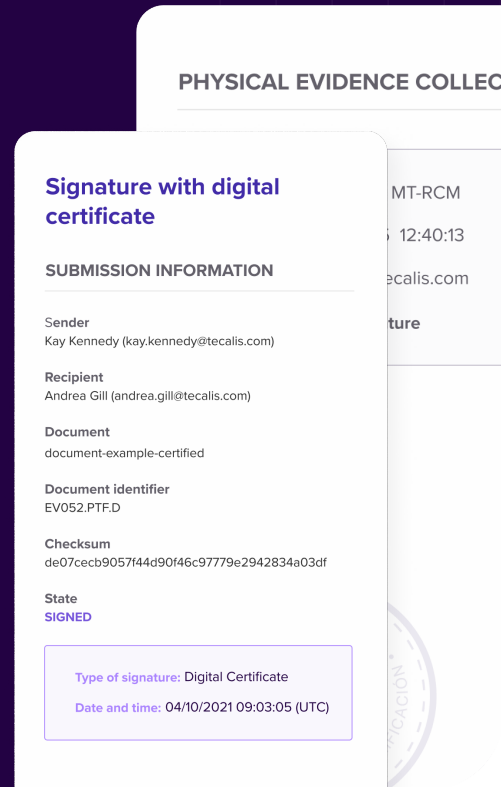 PHYSICAL EVIDENCE
MT-RCM
12:40:13
ecalis.com
ture
Signature with digital
certificate
SUBMISSION INFORMATION
Sender
Kay Kennedy (kay.kennedy@tecalis.com)
Recipient
Andrea Gill (andrea.gill@tecalis.com)
Document
document-example-certified
Document identifier
EV052.PTF.D
Checksum
de07cecb9057f44d90f46c97779e2942834a03df
State
SIGNED
Type of signature: Digital Certificate
Date and time: 04/10/2021 09:03:05 (UTC)